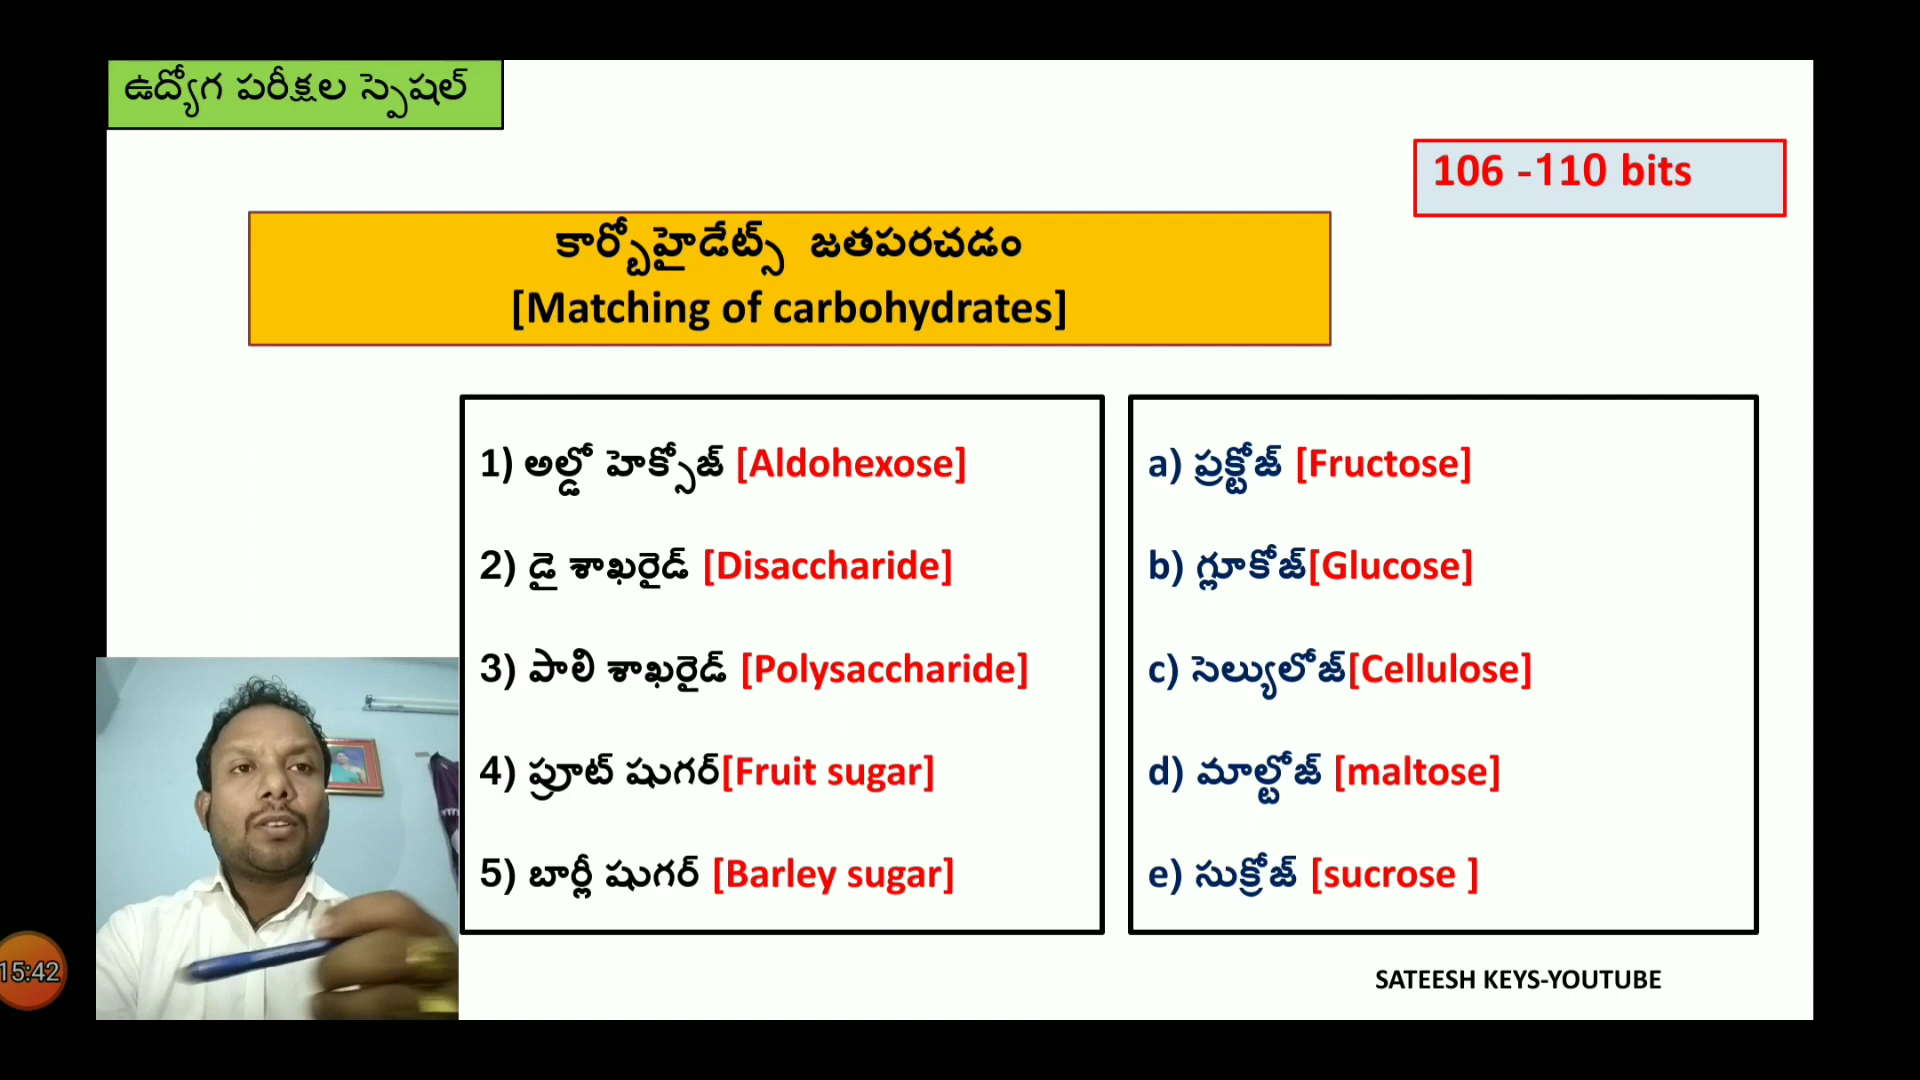 ఉద్యోగ పరీక్షల స్పెషల్
106 -110 bits
కార్బోహైడేట్స్ జతపరచడం
[Matching of carbohydrates]
1) అల్డో హెక్సోజ్ [Aldohexose]
2) డై శాఖరైడ్ [Disaccharide]
3) పాలి శాఖరైడ్ [Polysaccharide]
4) ఫ్రూట్ షుగర్[Fruit sugar]
5) బార్లీ షుగర్ [Barley sugar]
a) ఫ్రక్టోజ్ [Fructose]
b) గ్లూకోజ్[Glucose]
c) సెల్యులోజ్[Cellulose]
d) మాల్టోజ్ [maltose]
e) సుక్రోజ్ [sucrose ]
15:42
SATEESH KEYS-YOUTUBE